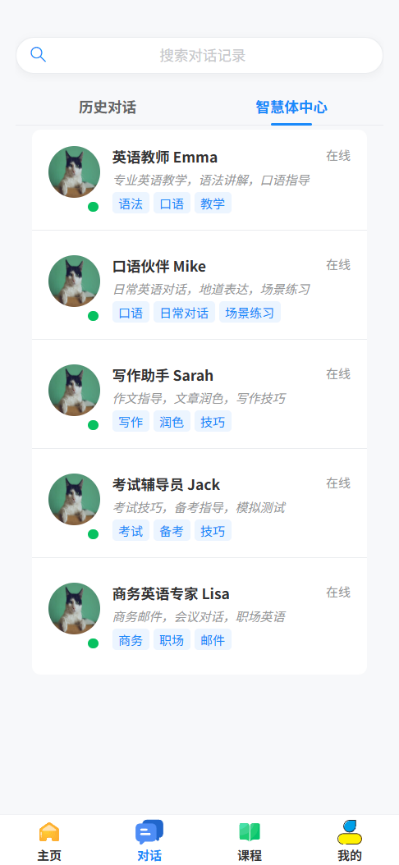 搜索对话记录
历史对话
智慧体中心
英语教师 Emma
在线
专业英语教学，语法讲解，口语指导
语法 口语 教学
口语伙伴 Mike
在线
日常英语对话，地道表达，场景练习
口语 日常对话 场景练习
写作助手 Sarah
在线
作文指导，文章润色，写作技巧
写作 润色 技巧
考试辅导员 Jack
在线
考试技巧，备考指导，模拟测试
考试 备考 技巧
商务英语专家 Lisa
在线
商务邮件，会议对话，职场英语
商务 职场 邮件
主页 对话 课程 我的